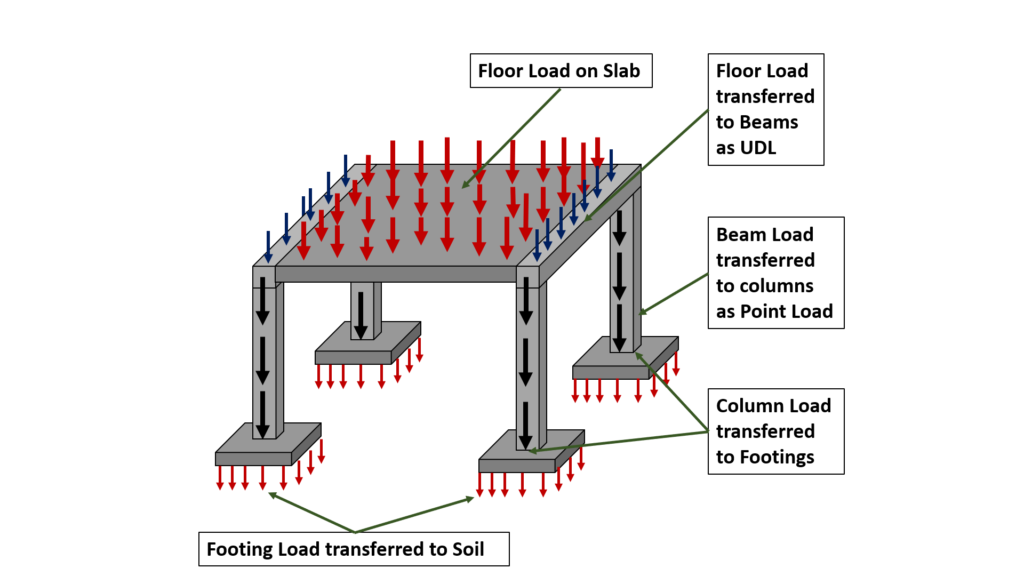 Floor Load on Slab
Floor Load
transferred
to Beams
as UDL
Beam Load
transferred
to columns
as Point Load
Column Load
transferred
to Footings
Footing Load transferred to Soil